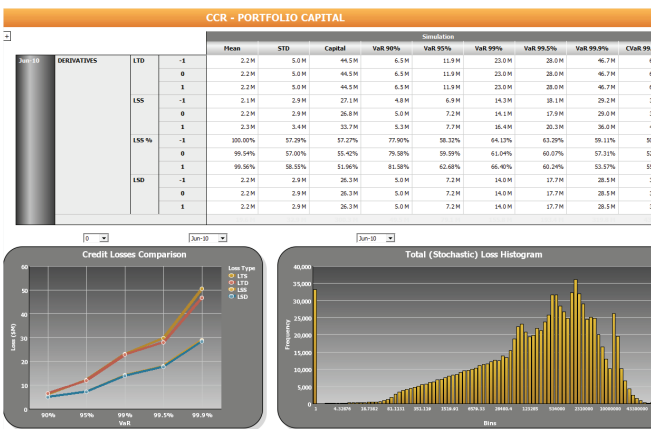 CCR - PORTFOLIO CAPITAL
Simulation
Mean STD Capital VaR 90% VaR 95% VaR 99% VaR 99.5% VaR 99.9% CVaR 99.
Jun-10 DERIVATIVES LTD -1 2.2 M 5.0 M 44.5 M 6.5 M 11.9 M 23.0 M 28.0 M 46.7 M
0 2.2 M 5.0 M 44.5 M 6.5 M 11.9 M 23.0 M 28.0 M 46.7 M
1 2.2 M 5.0 M 44.5 M 6.5 M 11.9 M 23.0 M 28.0 M 46.7 M
LSS -1 2.1 M 2.9 M 27.1 M 4.8 M 6.9 M 14.3 M 18.1 M 29.2 M
0 2.2 M 2.9 M 26.8 M 5.0 M 7.2 M 14.1 M 17.9 M 29.0 M
1 2.3 M 3.4 M 33.7 M 5.3 M 7.7 M 16.4 M 20.3 M 36.0 M
LSS % -1 100.00% 57.29% 57.27% 77.90% 58.32% 64.13% 63.29% 59.11%
0 99.54% 57.00% 55.42% 79.58% 59.59% 61.04% 60.07% 57.31%
1 99.56% 58.55% 51.96% 81.58% 62.68% 66.40% 60.24% 53.57%
LSD -1 2.2 M 2.9 M 26.3 M 5.0 M 7.2 M 14.0 M 17.7 M 28.5 M
0 2.2 M 2.9 M 26.3 M 5.0 M 7.2 M 14.0 M 17.7 M 28.5 M
1 2.2 M 2.9 M 26.3 M 5.0 M 7.2 M 14.0 M 17.7 M 28.5 M
0 Jun-10 Jun-10
Credit Losses Comparison
Loss Type
LTS
LTD
LSS
LSD
60
50
40
30
20
10
0
Loss ($M)
90% 95% 99% 99.5% 99.9%
VaR
Total (Stochastic) Loss Histogram
40,000
35,000
30,000
25,000
20,000
15,000
10,000
5,000
0
Frequency
1 4.32874 81.1131 351.116 121285
Bins